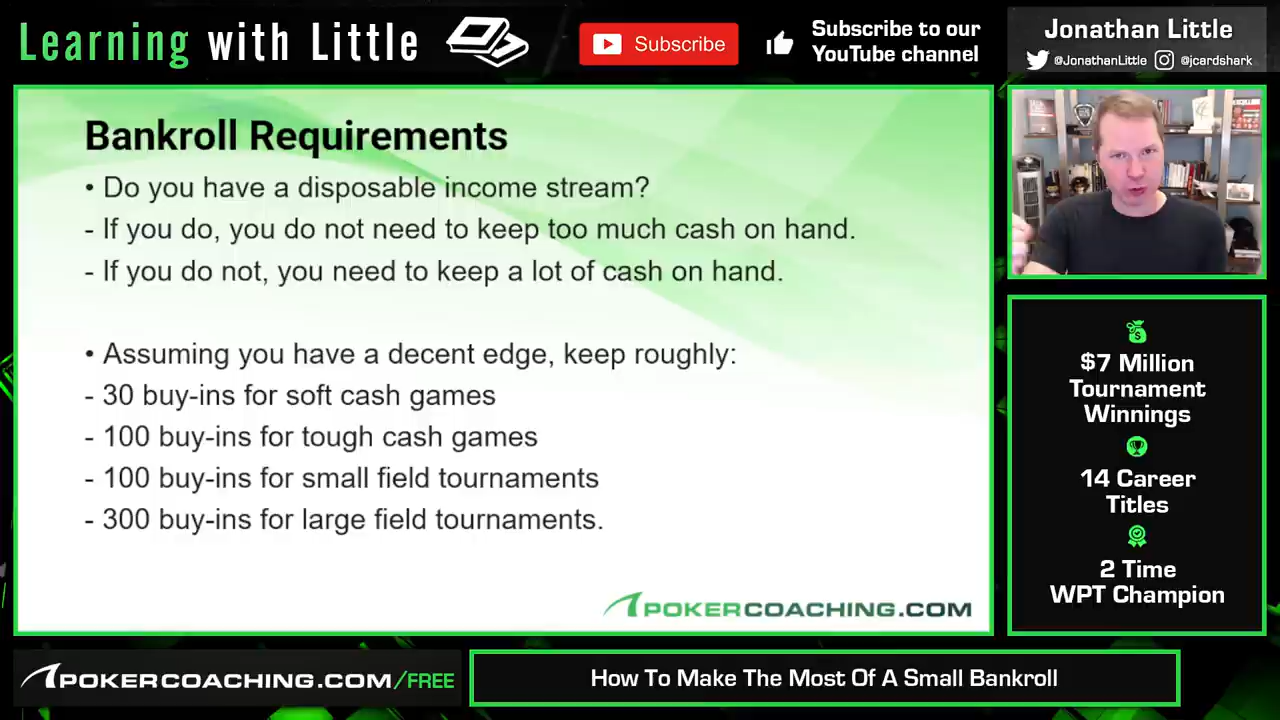 Learning with Little
Subscribe
Subscribe to our
YouTube channel
Jonathan Little
@JonathanLittle @jcardshark
Bankroll Requirements
• Do you have a disposable income stream?
- If you do, you do not need to keep too much cash on hand.
- If you do not, you need to keep a lot of cash on hand.
• Assuming you have a decent edge, keep roughly:
- 30 buy-ins for soft cash games
- 100 buy-ins for tough cash games
- 100 buy-ins for small field tournaments
- 300 buy-ins for large field tournaments.
POKERCOACHING.COM
$7 Million
Tournament
Winnings
14 Career
Titles
2 Time
WPT Champion
POKERCOACHING.COM/FREE
How To Make The Most Of A Small Bankroll